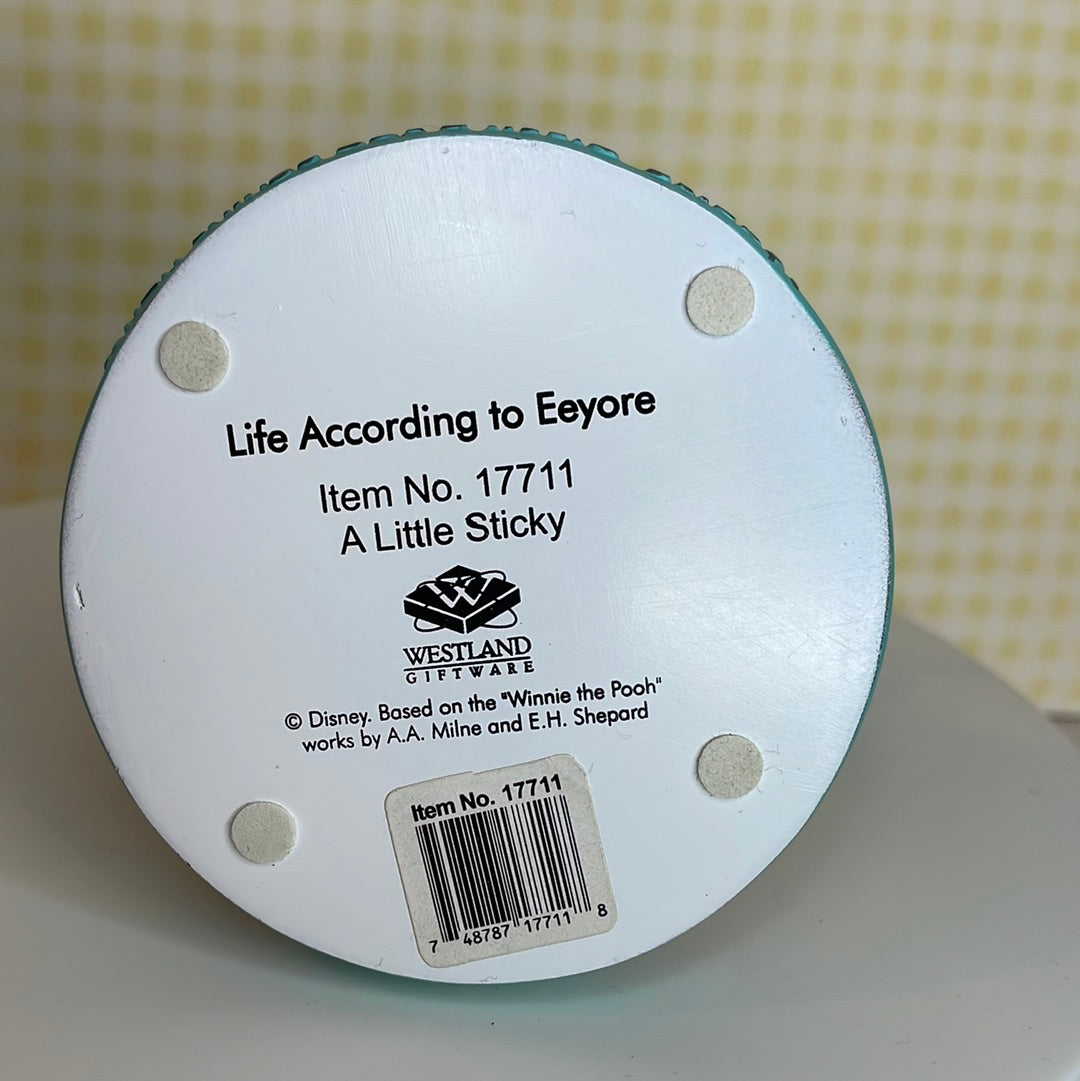 Life According to Eeyore
Item No. 17711
A Little Sticky
W
WESTLAND
GIFTWARE
© Disney. Based on the "Winnie the Pooh"
works by A.A. Milne and E.H. Shepard
Item No. 17711
7 48787 17711 8